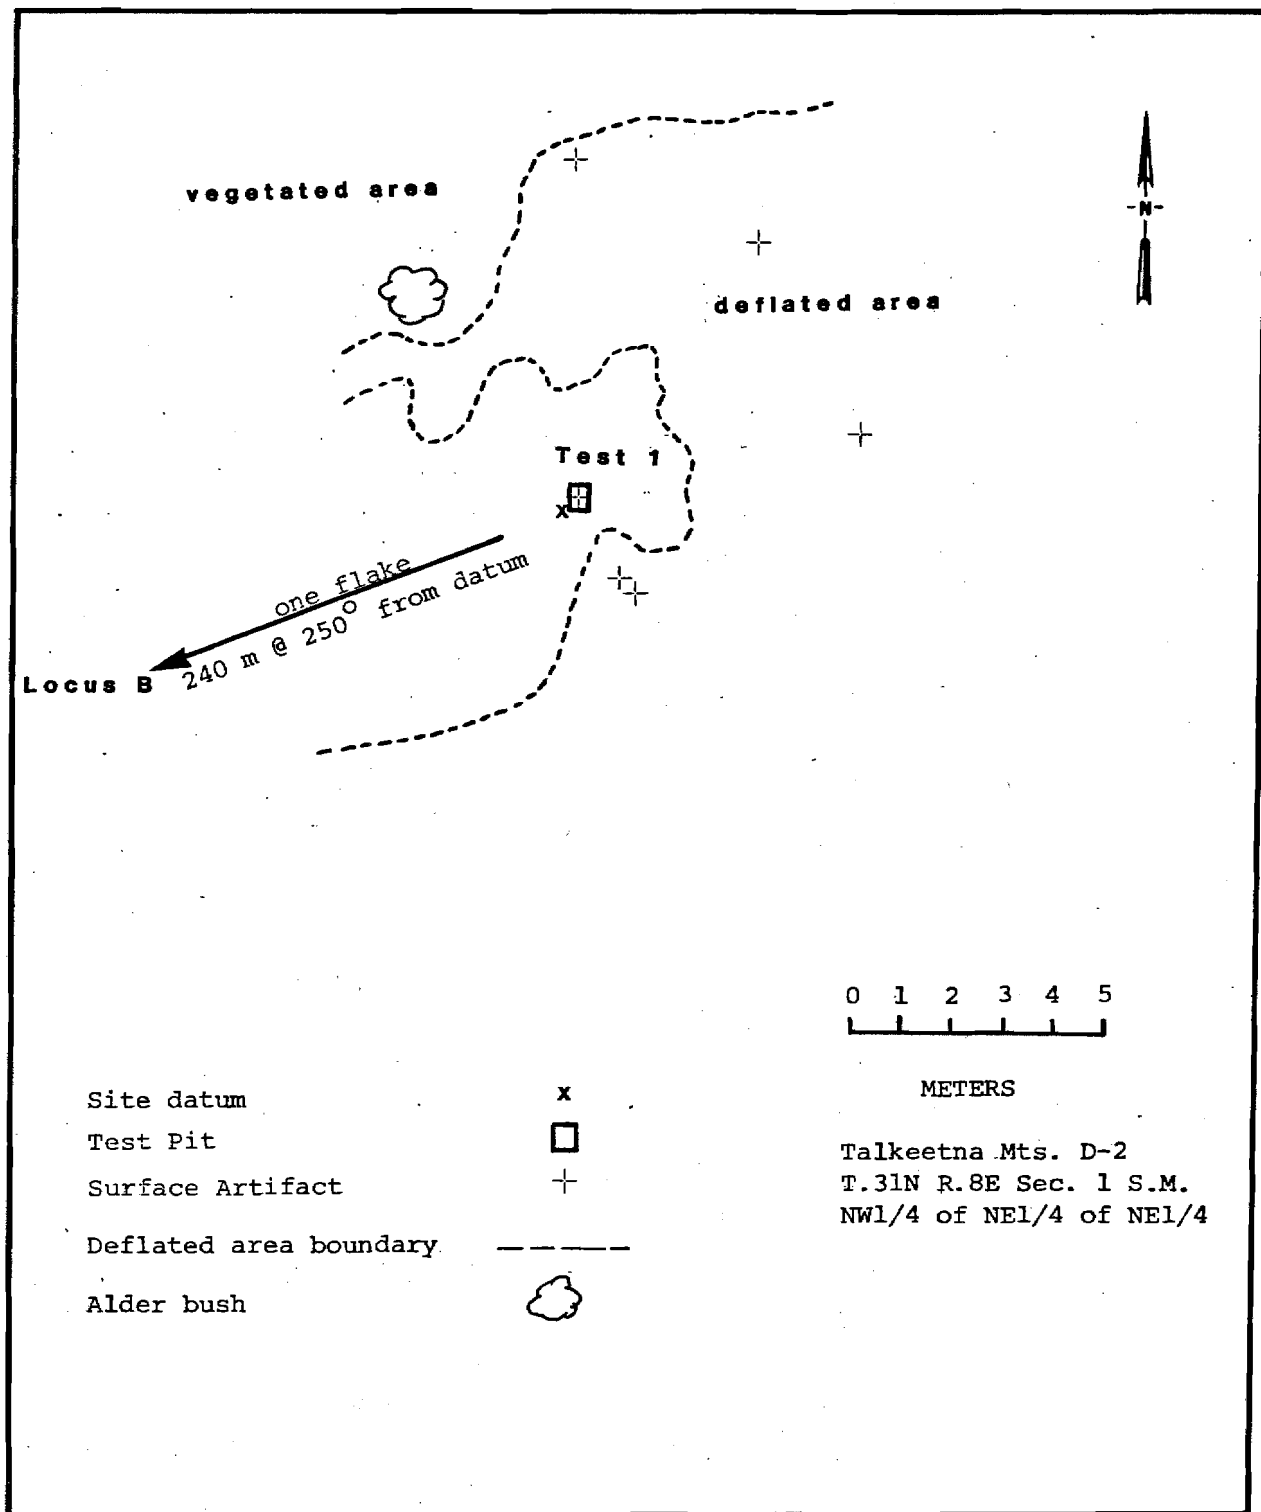 vegetated area
-N-
deflated area
Test 1
x
one flake
240 m @ 250° from datum
Locus B
0 1 2 3 4 5
METERS
Site datum x
Test Pit
Surface Artifact
Deflated area boundary
Alder bush
Talkeetna Mts. D-2
T.31N R.8E Sec. 1 S.M.
NW1/4 of NE1/4 of NE1/4